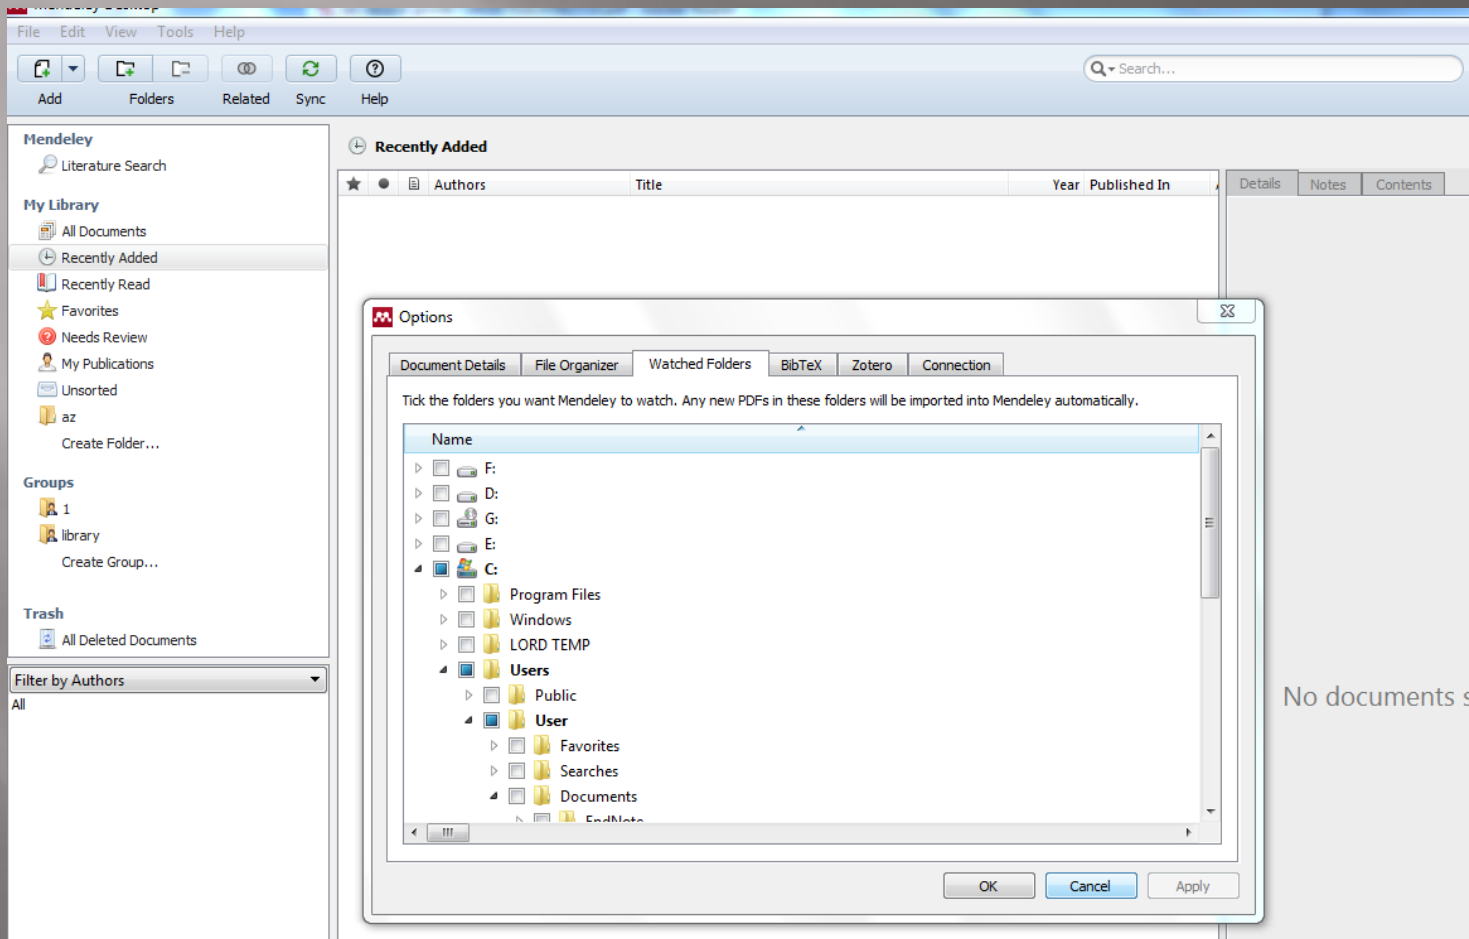 Mendeley Desktop
File Edit View Tools Help
Search...
Add Folders Related Sync Help
Mendeley
Literature Search
My Library
All Documents
Recently Added
Recently Read
Favorites
Needs Review
My Publications
Unsorted
az
Create Folder...
Groups
1
library
Create Group...
Trash
All Deleted Documents
Filter by Authors
All
Recently Added
Authors Title Year Published In
Details Notes Contents
No documents s
Options
Document Details File Organizer Watched Folders BibTeX Zotero Connection
Tick the folders you want Mendeley to watch. Any new PDFs in these folders will be imported into Mendeley automatically.
Name
F:
D:
G:
E:
C:
Program Files
Windows
LORD TEMP
Users
Public
User
Favorites
Searches
Documents
EndNote
OK Cancel Apply